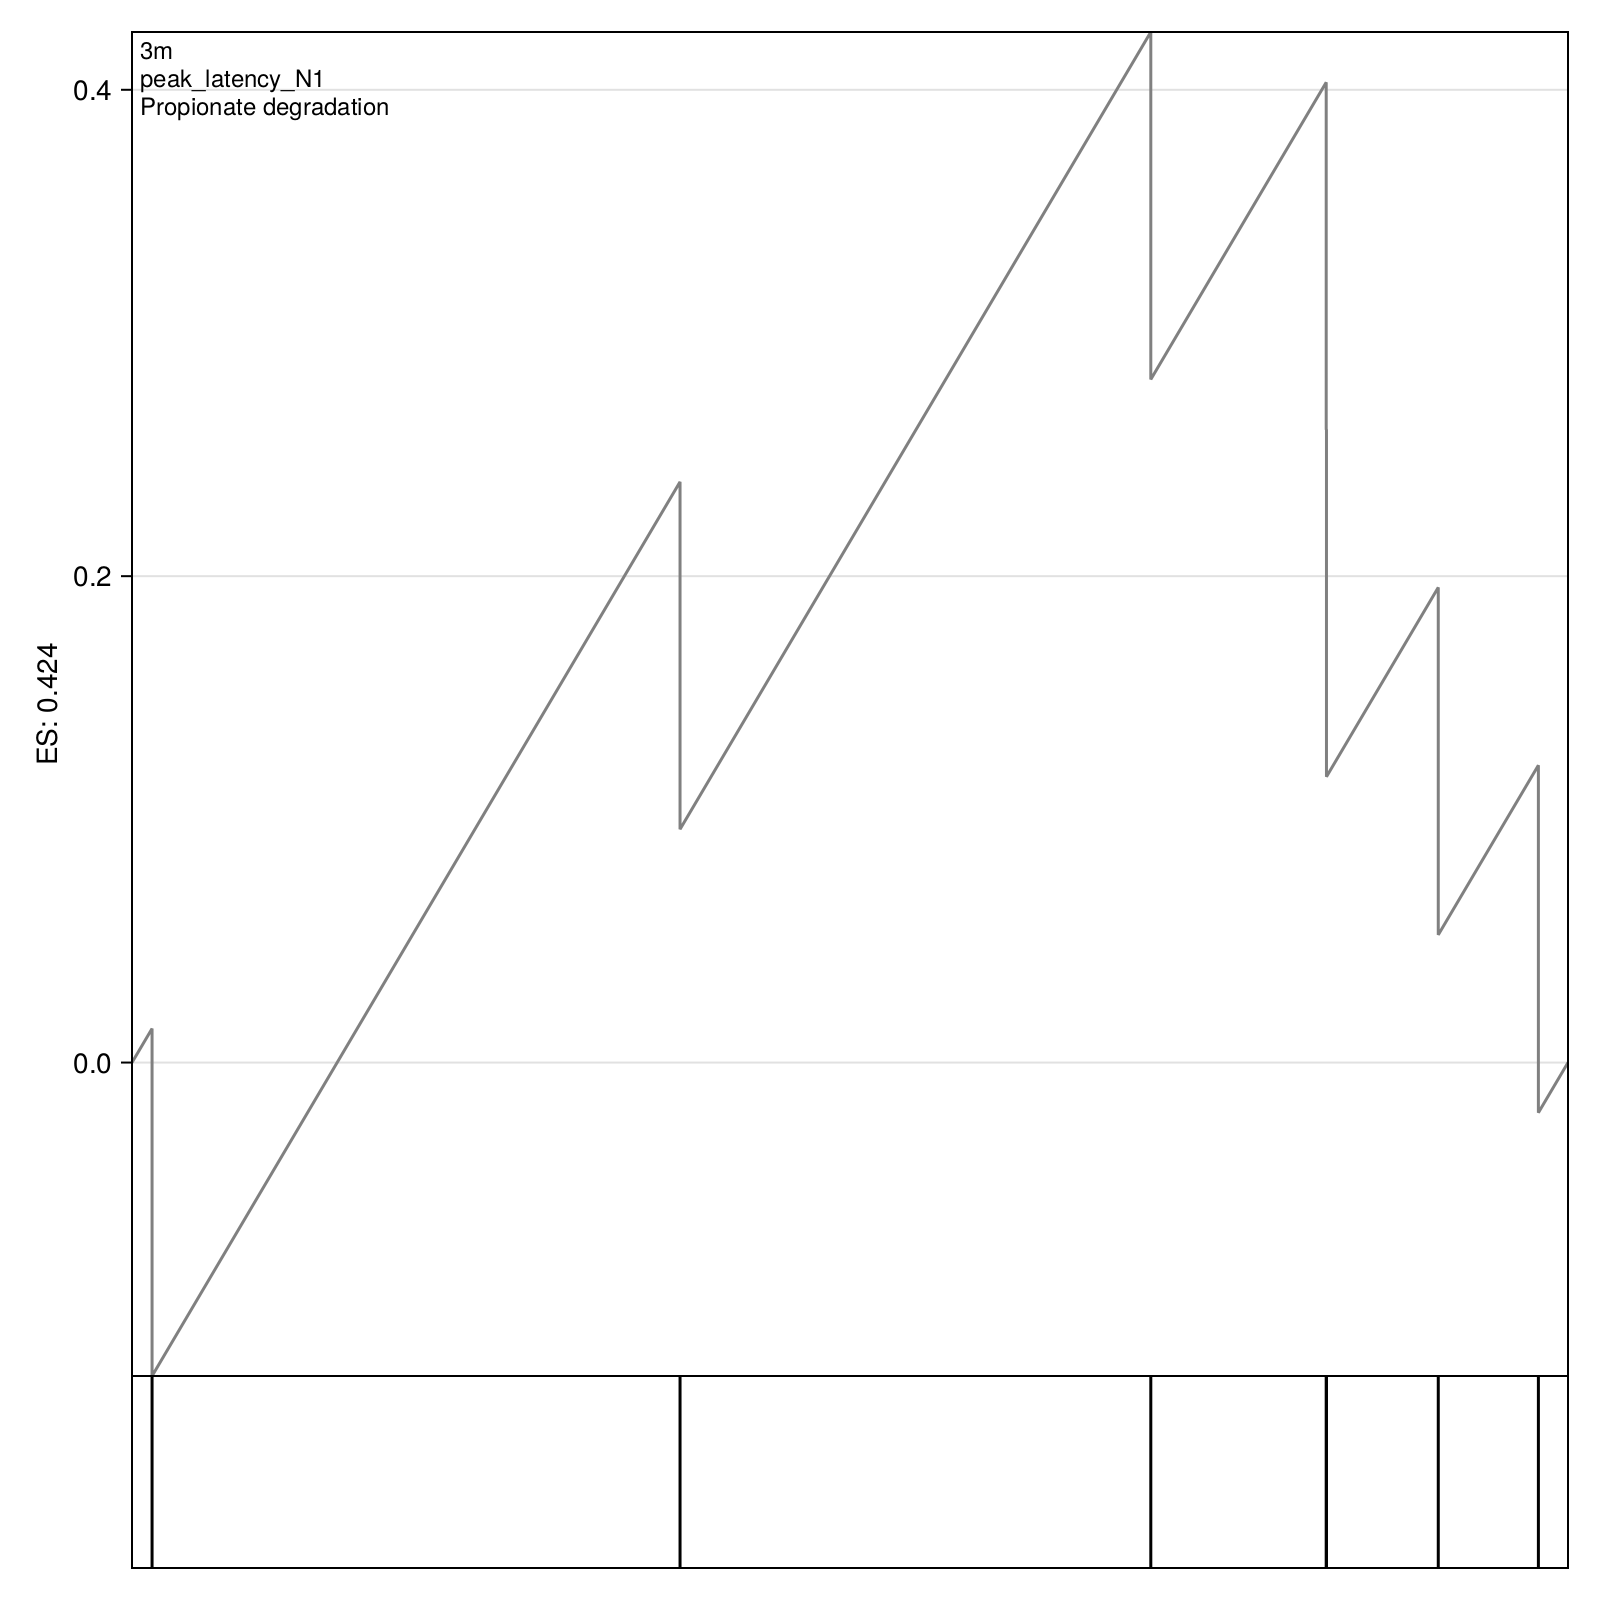 3m
peak_latency_N1
Propionate degradation
0.4
0.2
0.0
ES: 0.424